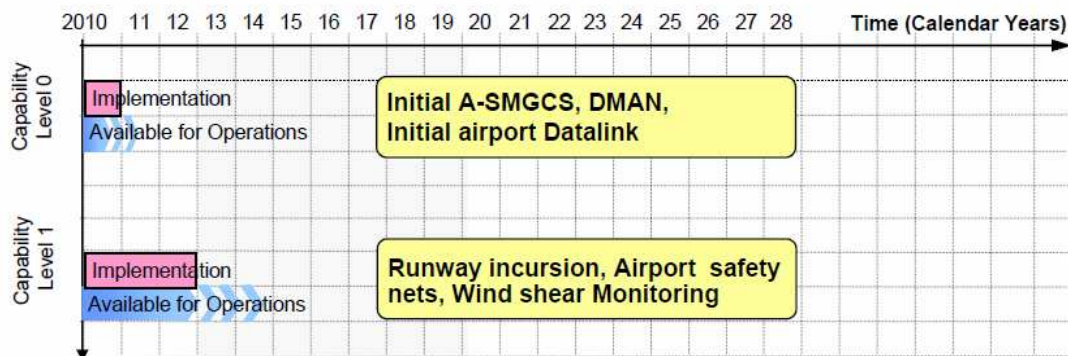 2010 11 12 13 14 15 16 17 18 19 20 21 22 23 24 25 26 27 28 Time (Calendar Years)
Capability
Level 0
Implementation
Available for Operations
Initial A-SMGCS, DMAN,
Initial airport Datalink
Capability
Level 1
Implementation
Available for Operations
Runway incursion, Airport safety
nets, Wind shear Monitoring